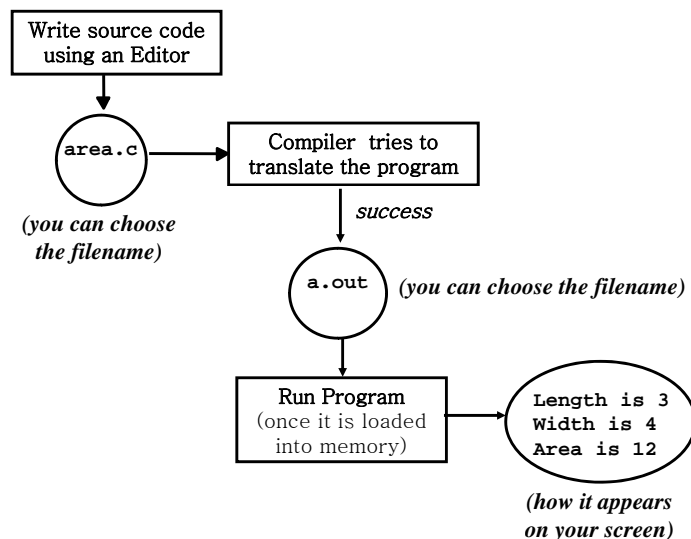 Write source code
using an Editor
area.c
Compiler tries to
translate the program
(you can choose
the filename)
success
a.out
(you can choose the filename)
Run Program
(once it is loaded
into memory)
Length is 3
Width is 4
Area is 12
(how it appears
on your screen)